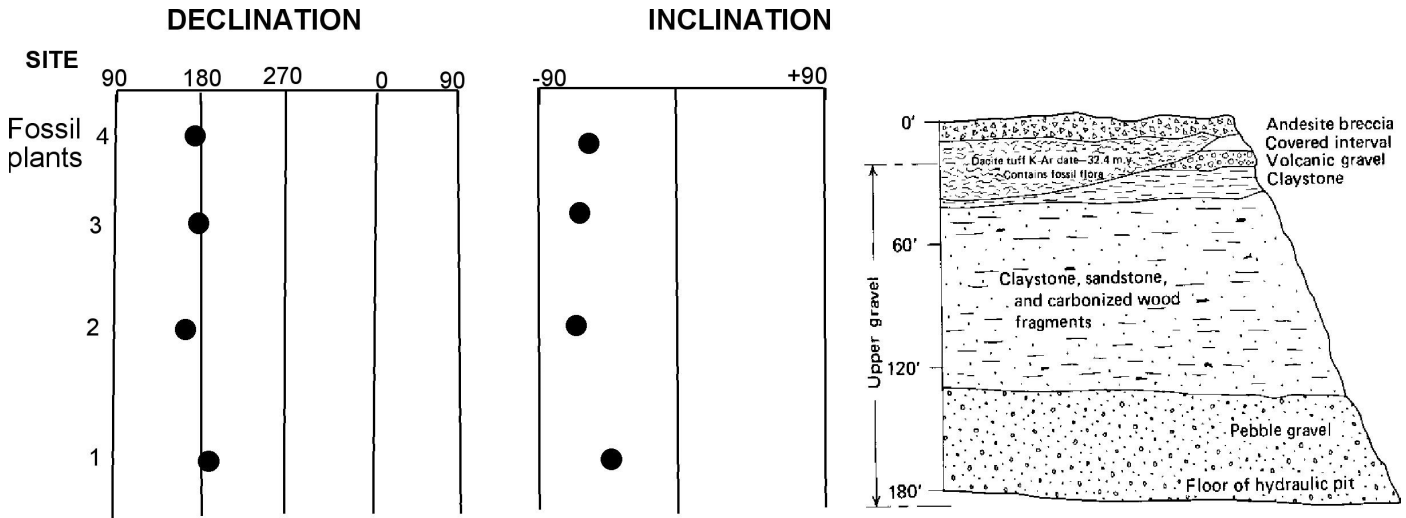 DECLINATION
INCLINATION
SITE
90 180 270 0 90
-90 +90
Fossil
plants
4
3
2
1
0'
60'
120'
180'
Upper gravel
Andesite breccia
Covered interval
Volcanic gravel
Claystone
Dacite tuff K-Ar date—32.4 m.y.
Contains fossil flora
Claystone, sandstone,
and carbonized wood
fragments
Pebble gravel
Floor of hydraulic pit